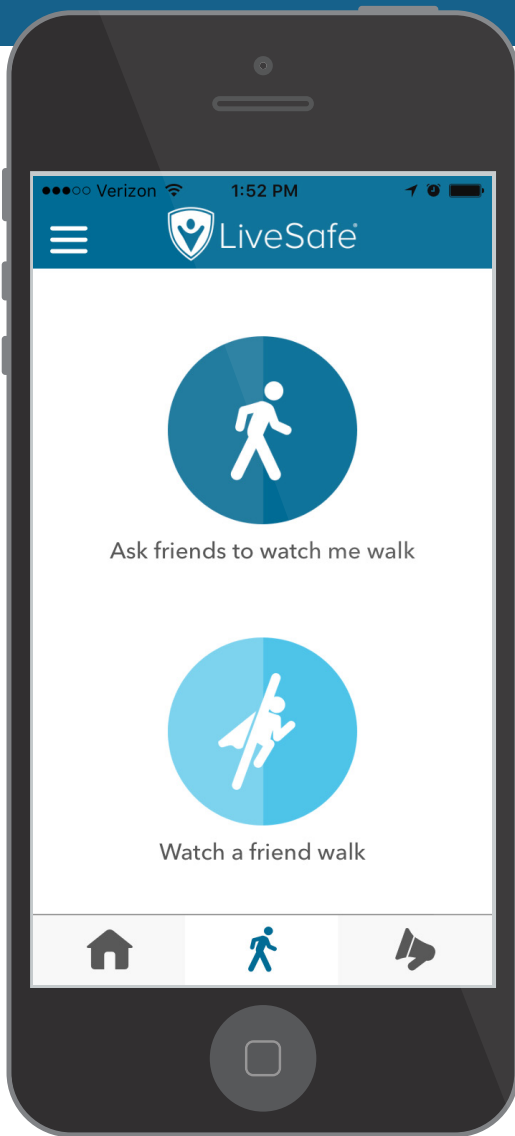 Verizon 1:52 PM
LiveSafe®
Ask friends to watch me walk
Watch a friend walk